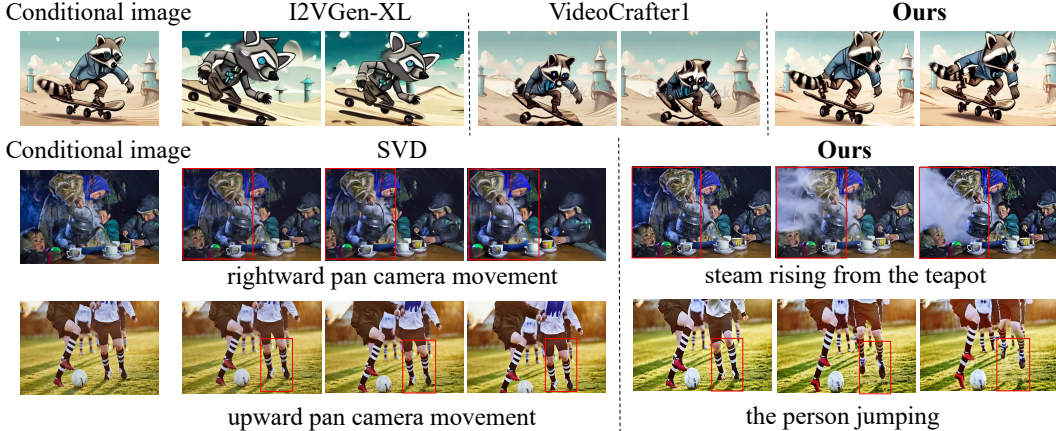 Conditional image I2VGen-XL VideoCrafter1 Ours
Conditional image SVD Ours
rightward pan camera movement steam rising from the teapot
upward pan camera movement the person jumping